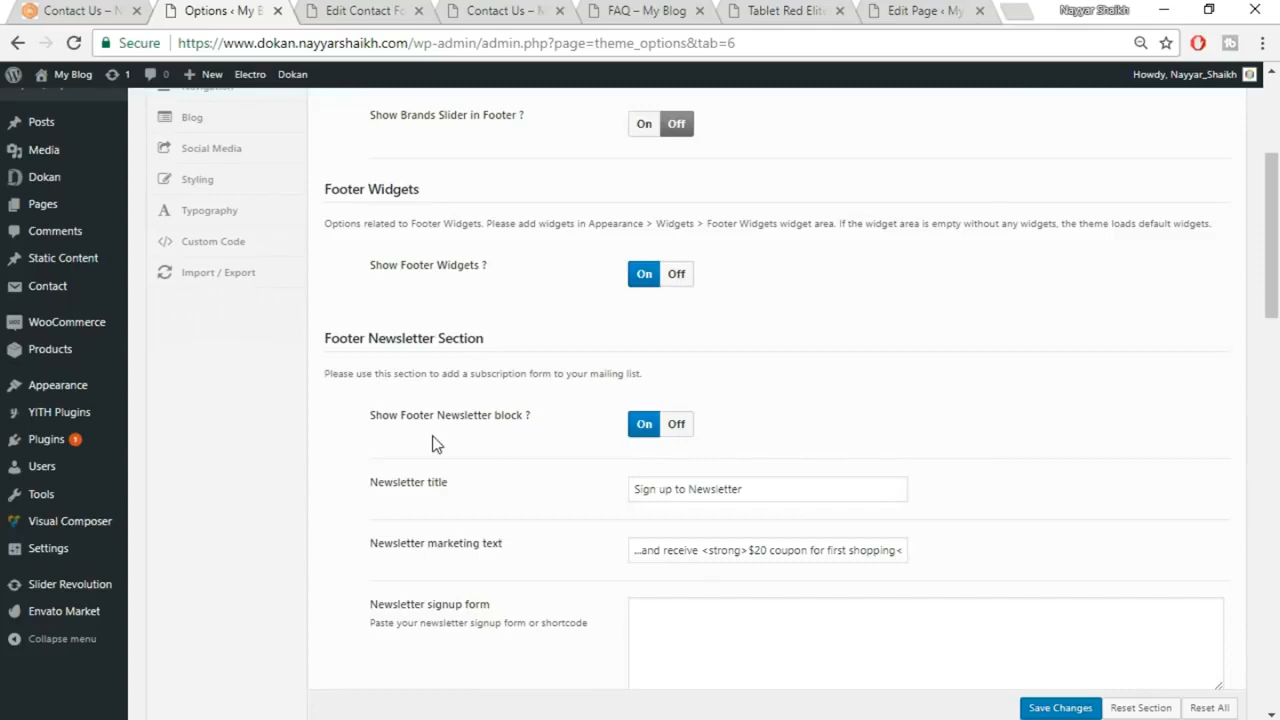 Contact Us – N
Options ‹ My B
Edit Contact Fo
Contact Us – M
FAQ – My Blog
Tablet Red Elite
Edit Page ‹ My
Nayyar Shaikh
Secure
https://www.dokan.nayyarshaikh.com/wp-admin/admin.php?page=theme_options&tab=6
My Blog
1
0
New
Electro
Dokan
Howdy, Nayyar_Shaikh
Posts
Media
Dokan
Pages
Comments
Static Content
Contact
WooCommerce
Products
Appearance
YITH Plugins
Plugins 1
Users
Tools
Visual Composer
Settings
Slider Revolution
Envato Market
Collapse menu
Navigation
Blog
Social Media
Styling
Typography
Custom Code
Import / Export
Show Brands Slider in Footer ?
On Off
Footer Widgets
Options related to Footer Widgets. Please add widgets in Appearance > Widgets > Footer Widgets widget area. If the widget area is empty without any widgets, the theme loads default widgets.
Show Footer Widgets ?
On Off
Footer Newsletter Section
Please use this section to add a subscription form to your mailing list.
Show Footer Newsletter block ?
On Off
Newsletter title
Sign up to Newsletter
Newsletter marketing text
...and receive <strong>$20 coupon for first shopping<
Newsletter signup form
Paste your newsletter signup form or shortcode
Save Changes
Reset Section
Reset All